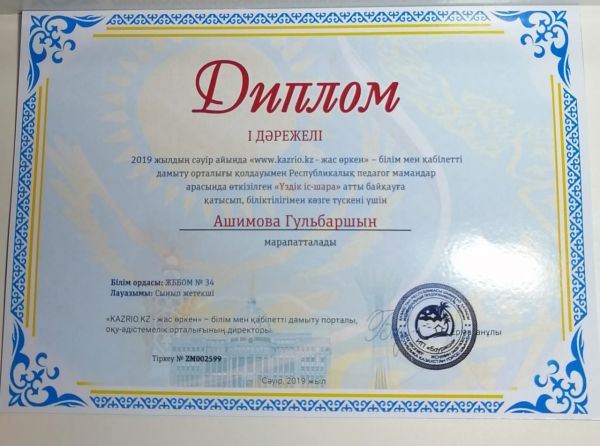 Диплом
І ДӘРЕЖЕЛІ
2019 жылдың сәуір айында «www.kazrio.kz - жас өркен» – білім мен қабілетті
дамыту орталығы қолдауымен Республикалық педагог мамандар
арасында өткізілген «Үздік іс-шара» атты байқауға
қатысып, біліктілігімен көзге түскені үшін
Ашимова Гульбаршын
марапатталады
Білім ордасы: ЖББОМ № 34
Лауазымы: Сынып жетекші
«KAZRIO.KZ - жас өркен» – білім мен қабілетті дамыту порталы,
оқу-әдістемелік орталығының директоры:
Тіркеу № ZM002599
Сәуір, 2019 жыл